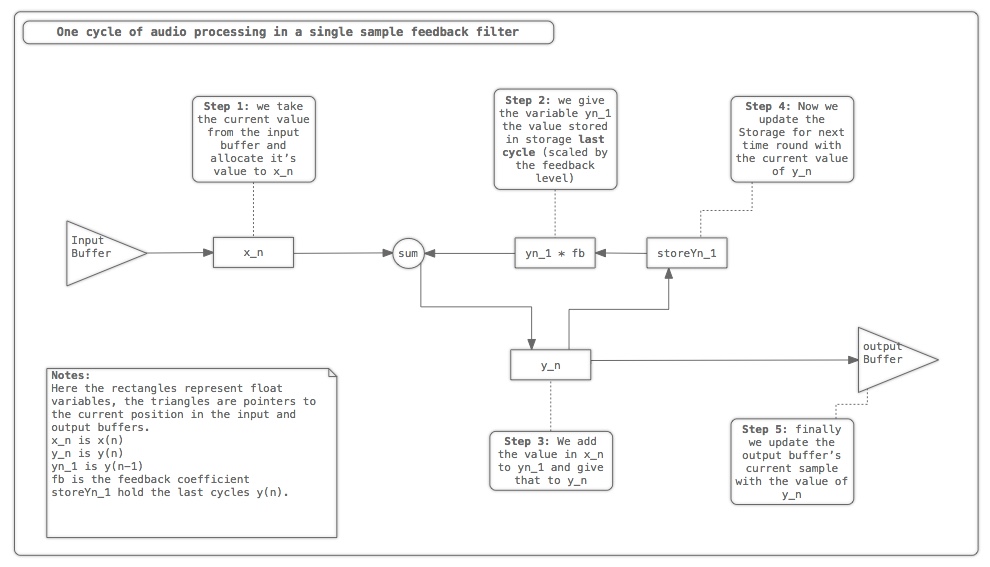 One cycle of audio processing in a single sample feedback filter
Step 1: we take
the current value
from the input
buffer and
allocate it’s
value to x_n
Step 2: we give
the variable yn_1
the value stored
in storage last
cycle (scaled by
the feedback
level)
Step 4: Now we
update the
Storage for next
time round with
the current value
of y_n
Input
Buffer
x_n
sum
yn_1 * fb
storeYn_1
y_n
output
Buffer
Notes:
Here the rectangles represent float
variables, the triangles are pointers to
the current position in the input and
output buffers.
x_n is x(n)
y_n is y(n)
yn_1 is y(n-1)
fb is the feedback coefficient
storeYn_1 hold the last cycles y(n).
Step 3: We add
the value in x_n
to yn_1 and give
that to y_n
Step 5: finally
we update the
output buffer’s
current sample
with the value of
y_n